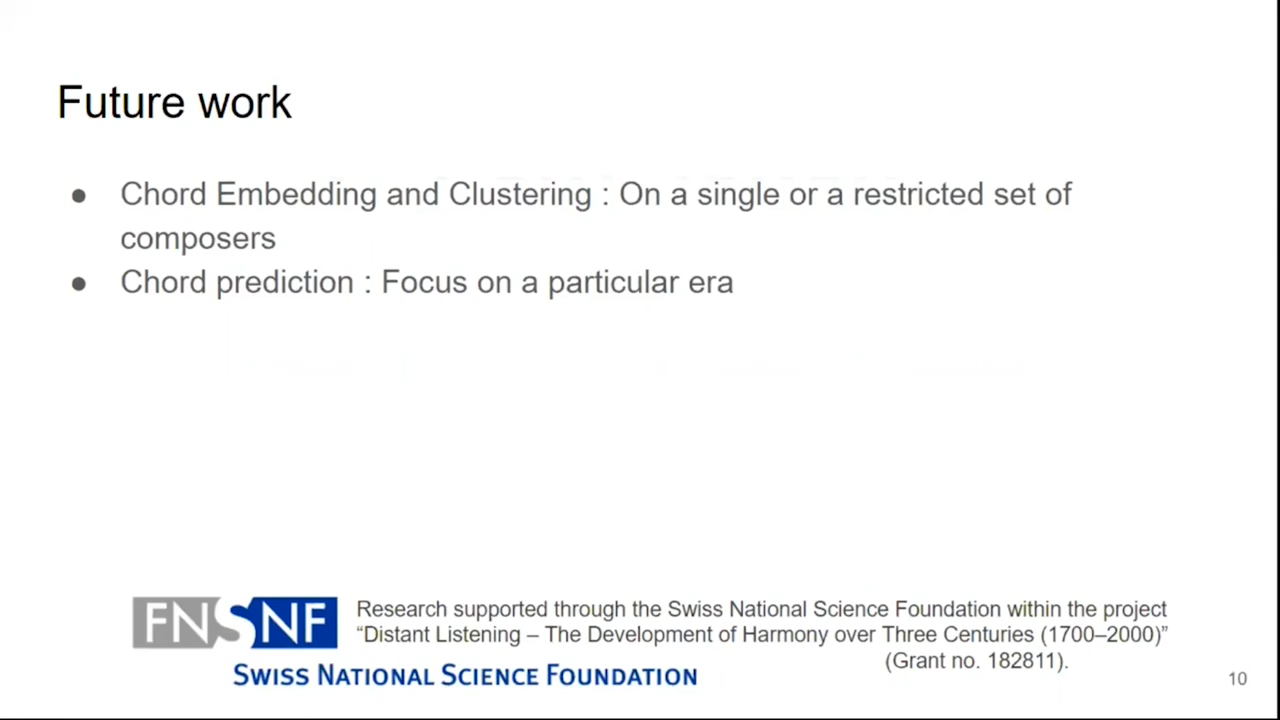 Future work
● Chord Embedding and Clustering : On a single or a restricted set of
composers
● Chord prediction : Focus on a particular era
FNSNF
SWISS NATIONAL SCIENCE FOUNDATION
Research supported through the Swiss National Science Foundation within the project
“Distant Listening – The Development of Harmony over Three Centuries (1700–2000)”
(Grant no. 182811).
10